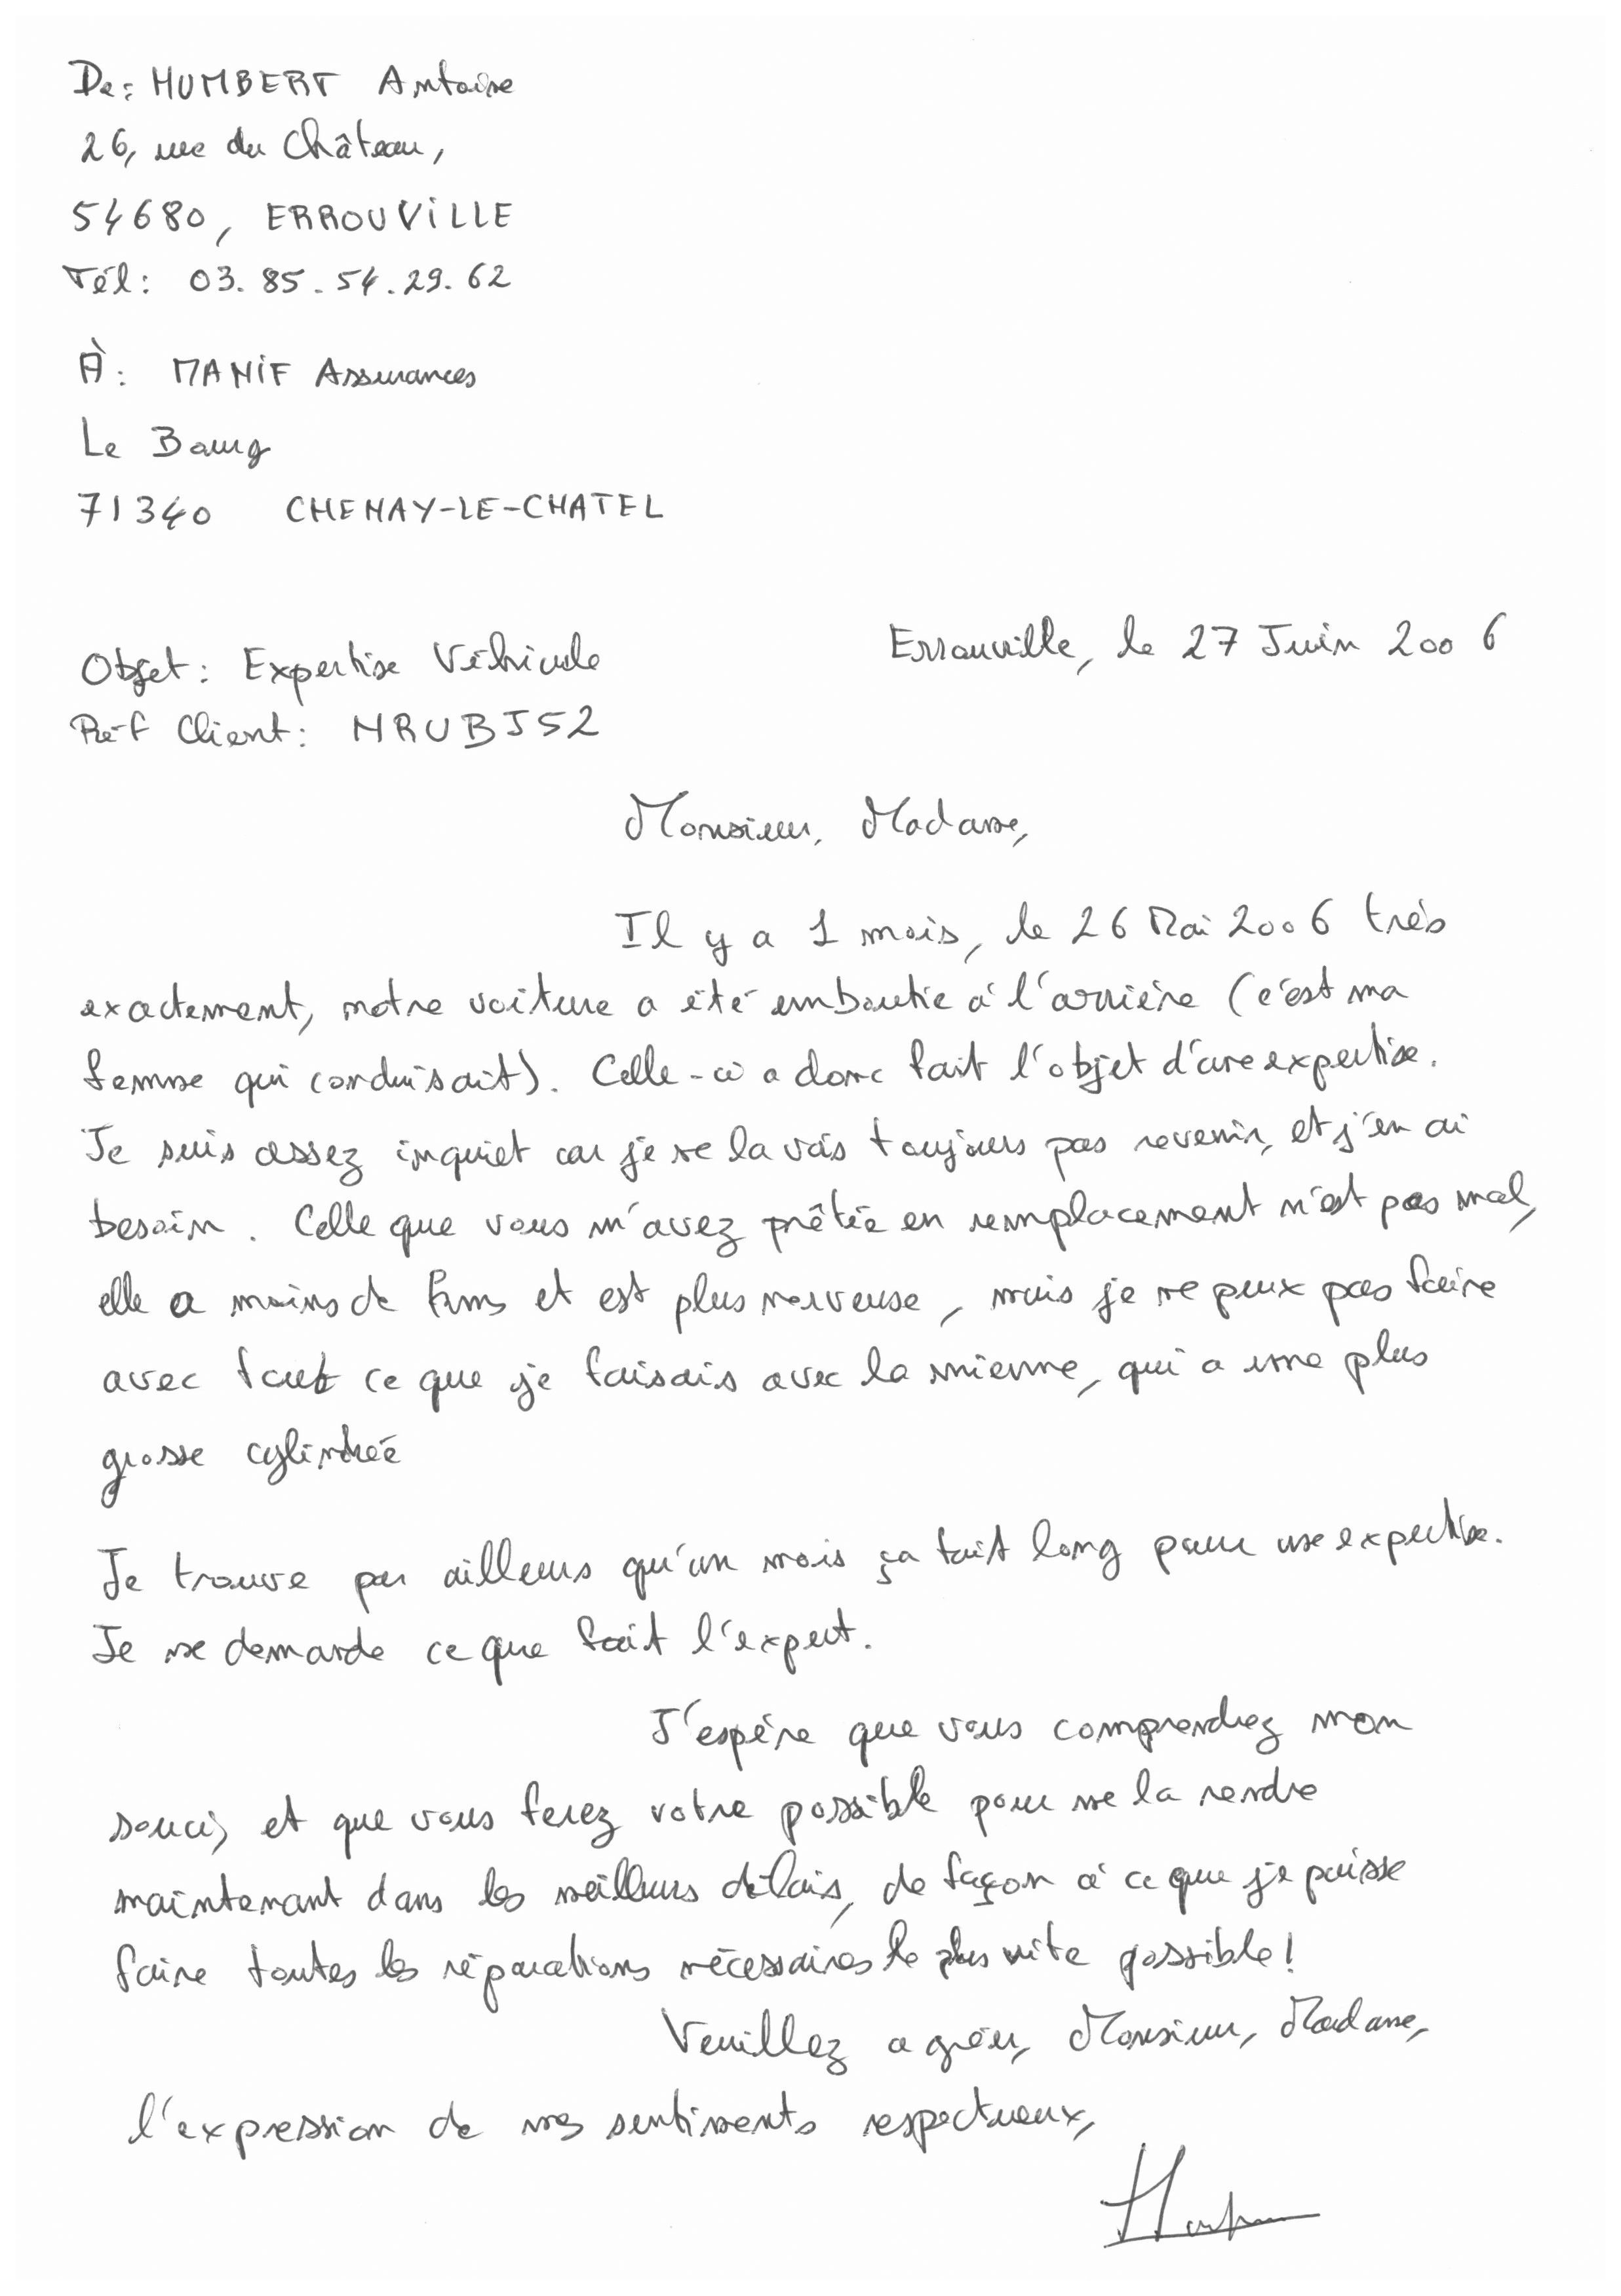 De: HUMBERT Antoine
26, rue du Château,
54680, ERROUVILLE
Tél: 03.85.54.29.62
À: MANIF Assurances
Le Bourg
71340 CHENAY-LE-CHATEL
Errouville, le 27 Juin 2006
Objet: Expertise Véhicule
Réf Client: NRUBJ52
Monsieur, Madame,
Il y a 1 mois, le 26 Mai 2006 très
exactement, notre voiture a été emboutie à l'arrière (c'est ma
femme qui conduisait). Celle-ci a donc fait l'objet d'une expertise.
Je suis assez inquiet car je ne la vois toujours pas revenir, et j'en ai
besoin. Celle que vous m'avez prêtée en remplacement n'est pas mal,
elle a moins de kms et est plus nerveuse, mais je ne peux pas faire
avec tout ce que je faisais avec la mienne, qui a une plus
grosse cylindrée
Je trouve par ailleurs qu'un mois ça fait long pour une expertise.
Je me demande ce que fait l'expert.
J'espère que vous comprendrez mon
souci, et que vous ferez votre possible pour me la rendre
maintenant dans les meilleurs délais, de façon à ce que je puisse
faire toutes les réparations nécessaires le plus vite possible!
Veuillez agréer, Monsieur, Madame,
l'expression de mes sentiments respectueux,